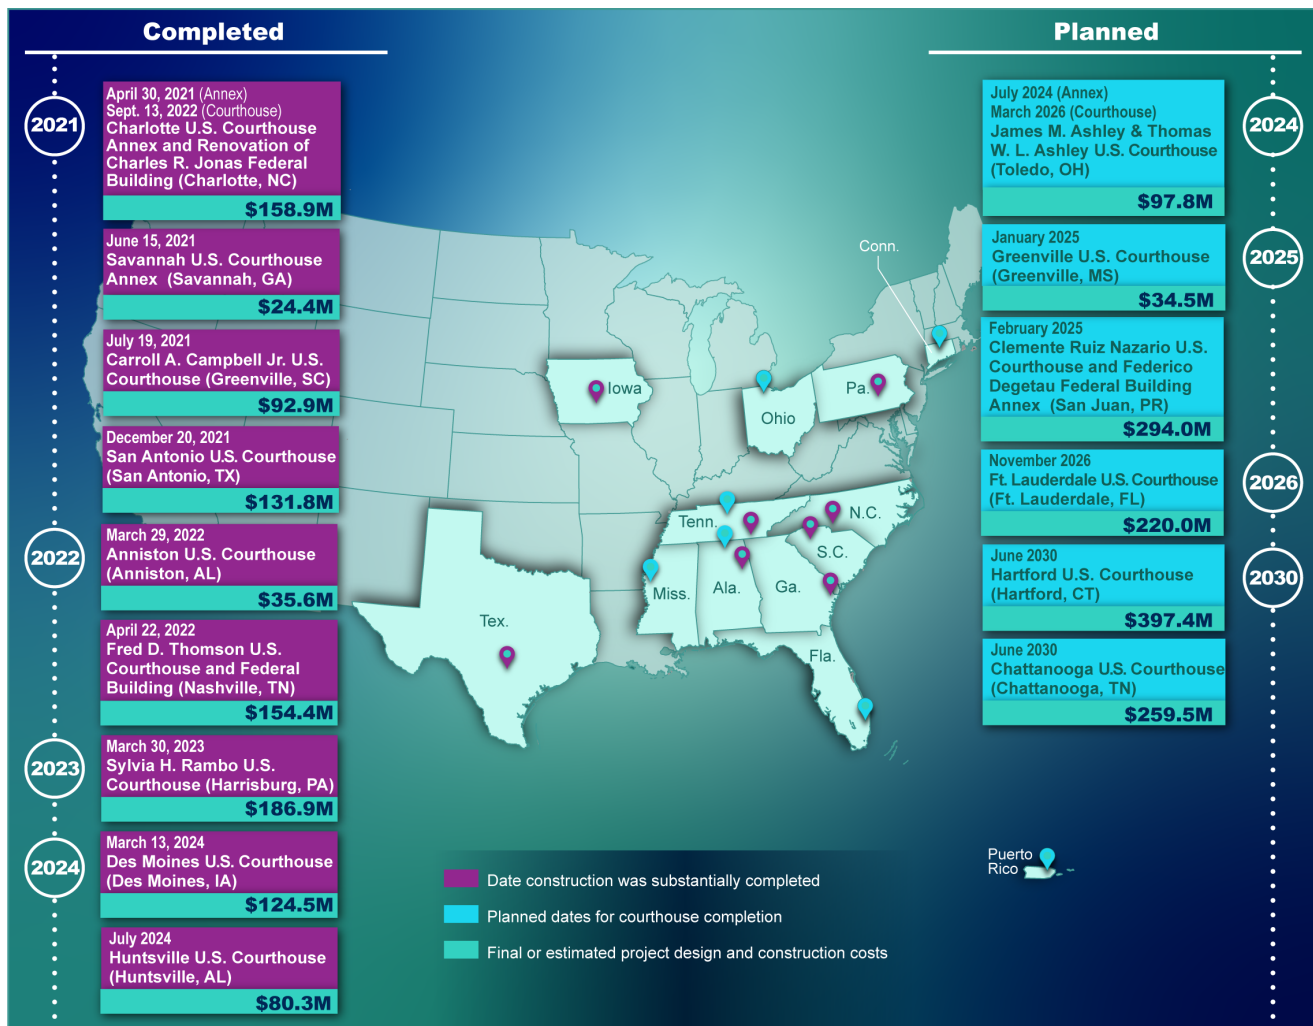 Completed
2021
April 30, 2021 (Annex)
Sept. 13, 2022 (Courthouse)
Charlotte U.S. Courthouse
Annex and Renovation of
Charles R. Jonas Federal
Building (Charlotte, NC)
$158.9M
June 15, 2021
Savannah U.S. Courthouse
Annex (Savannah, GA)
$24.4M
July 19, 2021
Carroll A. Campbell Jr. U.S.
Courthouse (Greenville, SC)
$92.9M
December 20, 2021
San Antonio U.S. Courthouse
(San Antonio, TX)
$131.8M
2022
March 29, 2022
Anniston U.S. Courthouse
(Anniston, AL)
$35.6M
April 22, 2022
Fred D. Thomson U.S.
Courthouse and Federal
Building (Nashville, TN)
$154.4M
2023
March 30, 2023
Sylvia H. Rambo U.S.
Courthouse (Harrisburg, PA)
$186.9M
2024
March 13, 2024
Des Moines U.S. Courthouse
(Des Moines, IA)
$124.5M
July 2024
Huntsville U.S. Courthouse
(Huntsville, AL)
$80.3M
Conn.
Iowa
Ohio
Pa.
Tenn.
N.C.
S.C.
Miss.
Ala.
Ga.
Tex.
Fla.
Puerto
Rico
Date construction was substantially completed
Planned dates for courthouse completion
Final or estimated project design and construction costs
Planned
2024
July 2024 (Annex)
March 2026 (Courthouse)
James M. Ashley & Thomas
W. L. Ashley U.S. Courthouse
(Toledo, OH)
$97.8M
2025
January 2025
Greenville U.S. Courthouse
(Greenville, MS)
$34.5M
February 2025
Clemente Ruiz Nazario U.S.
Courthouse and Federico
Degetau Federal Building
Annex (San Juan, PR)
$294.0M
2026
November 2026
Ft. Lauderdale U.S. Courthouse
(Ft. Lauderdale, FL)
$220.0M
2030
June 2030
Hartford U.S. Courthouse
(Hartford, CT)
$397.4M
June 2030
Chattanooga U.S. Courthouse
(Chattanooga, TN)
$259.5M